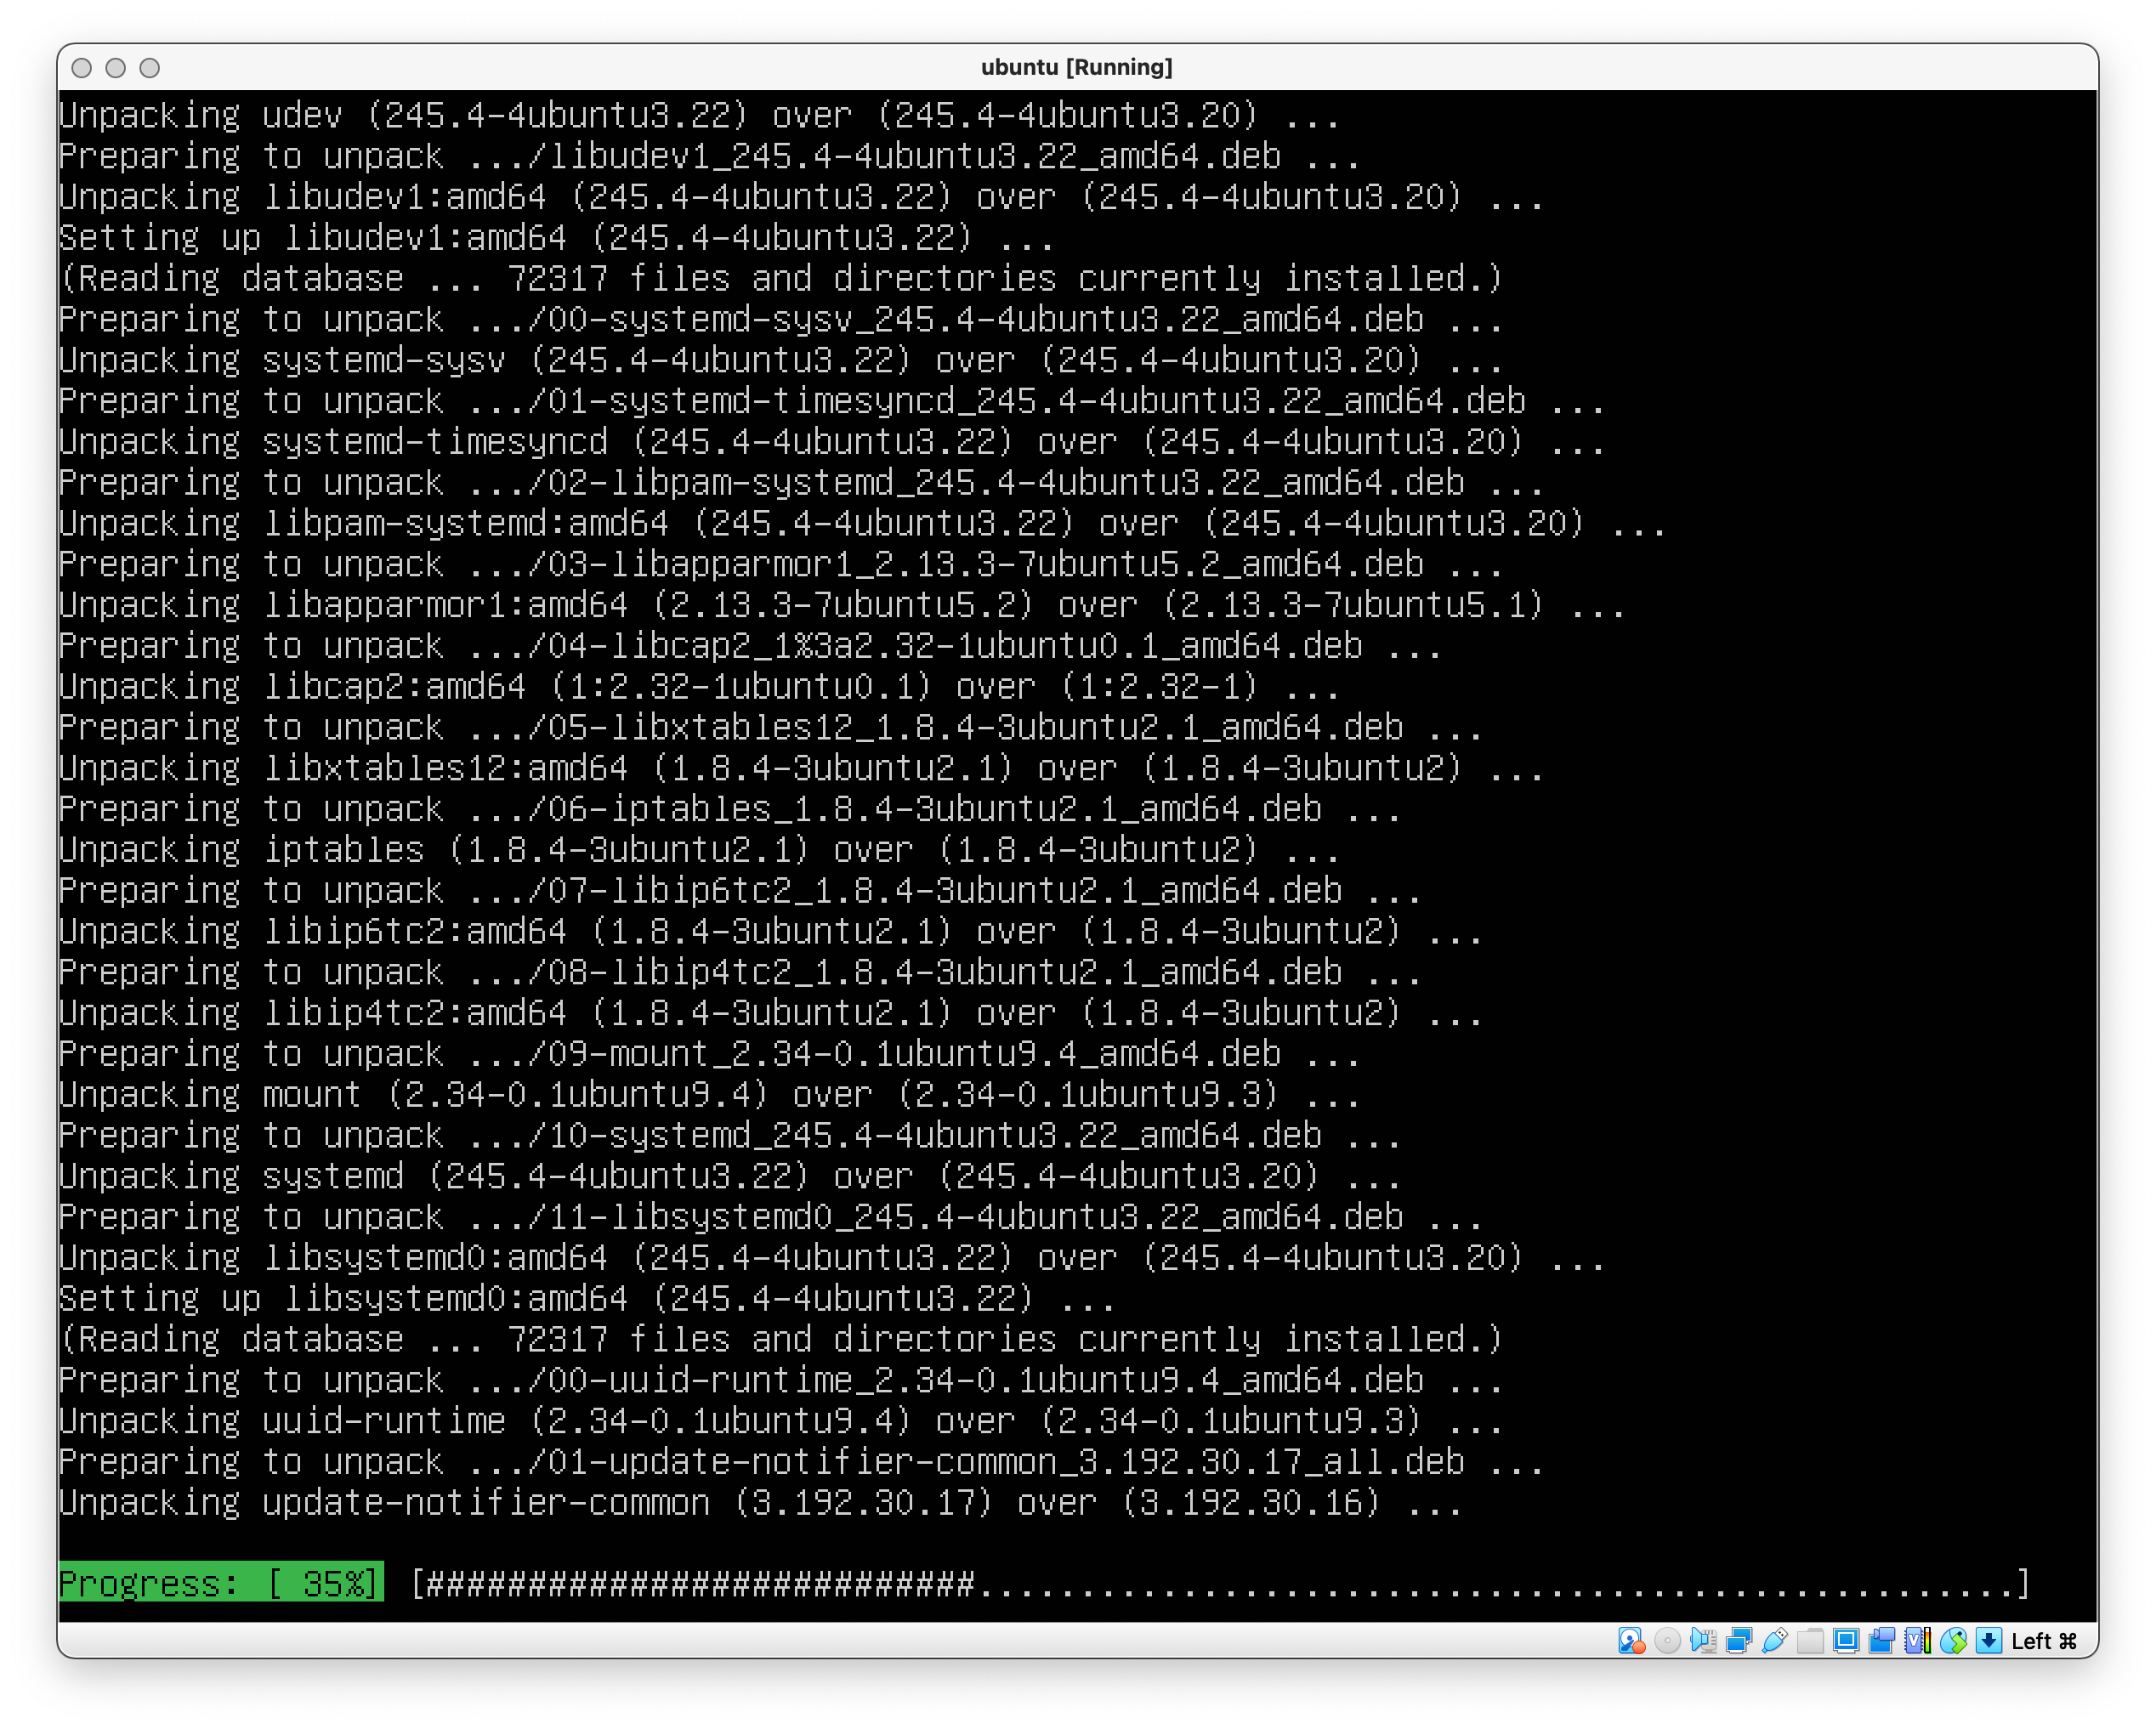 ubuntu [Running]
Unpacking udev (245.4-4ubuntu3.22) over (245.4-4ubuntu3.20) ...
Preparing to unpack .../libudev1_245.4-4ubuntu3.22_amd64.deb ...
Unpacking libudev1:amd64 (245.4-4ubuntu3.22) over (245.4-4ubuntu3.20) ...
Setting up libudev1:amd64 (245.4-4ubuntu3.22) ...
(Reading database ... 72317 files and directories currently installed.)
Preparing to unpack .../00-systemd-sysv_245.4-4ubuntu3.22_amd64.deb ...
Unpacking systemd-sysv (245.4-4ubuntu3.22) over (245.4-4ubuntu3.20) ...
Preparing to unpack .../01-systemd-timesyncd_245.4-4ubuntu3.22_amd64.deb ...
Unpacking systemd-timesyncd (245.4-4ubuntu3.22) over (245.4-4ubuntu3.20) ...
Preparing to unpack .../02-libpam-systemd_245.4-4ubuntu3.22_amd64.deb ...
Unpacking libpam-systemd:amd64 (245.4-4ubuntu3.22) over (245.4-4ubuntu3.20) ...
Preparing to unpack .../03-libapparmor1_2.13.3-7ubuntu5.2_amd64.deb ...
Unpacking libapparmor1:amd64 (2.13.3-7ubuntu5.2) over (2.13.3-7ubuntu5.1) ...
Preparing to unpack .../04-libcap2_1%3a2.32-1ubuntu0.1_amd64.deb ...
Unpacking libcap2:amd64 (1:2.32-1ubuntu0.1) over (1:2.32-1) ...
Preparing to unpack .../05-libxtables12_1.8.4-3ubuntu2.1_amd64.deb ...
Unpacking libxtables12:amd64 (1.8.4-3ubuntu2.1) over (1.8.4-3ubuntu2) ...
Preparing to unpack .../06-iptables_1.8.4-3ubuntu2.1_amd64.deb ...
Unpacking iptables (1.8.4-3ubuntu2.1) over (1.8.4-3ubuntu2) ...
Preparing to unpack .../07-libip6tc2_1.8.4-3ubuntu2.1_amd64.deb ...
Unpacking libip6tc2:amd64 (1.8.4-3ubuntu2.1) over (1.8.4-3ubuntu2) ...
Preparing to unpack .../08-libip4tc2_1.8.4-3ubuntu2.1_amd64.deb ...
Unpacking libip4tc2:amd64 (1.8.4-3ubuntu2.1) over (1.8.4-3ubuntu2) ...
Preparing to unpack .../09-mount_2.34-0.1ubuntu9.4_amd64.deb ...
Unpacking mount (2.34-0.1ubuntu9.4) over (2.34-0.1ubuntu9.3) ...
Preparing to unpack .../10-systemd_245.4-4ubuntu3.22_amd64.deb ...
Unpacking systemd (245.4-4ubuntu3.22) over (245.4-4ubuntu3.20) ...
Preparing to unpack .../11-libsystemd0_245.4-4ubuntu3.22_amd64.deb ...
Unpacking libsystemd0:amd64 (245.4-4ubuntu3.22) over (245.4-4ubuntu3.20) ...
Setting up libsystemd0:amd64 (245.4-4ubuntu3.22) ...
(Reading database ... 72317 files and directories currently installed.)
Preparing to unpack .../00-uuid-runtime_2.34-0.1ubuntu9.4_amd64.deb ...
Unpacking uuid-runtime (2.34-0.1ubuntu9.4) over (2.34-0.1ubuntu9.3) ...
Preparing to unpack .../01-update-notifier-common_3.192.30.17_all.deb ...
Unpacking update-notifier-common (3.192.30.17) over (3.192.30.16) ...
Progress: [ 35%] [###########################...................................................]
Left ⌘